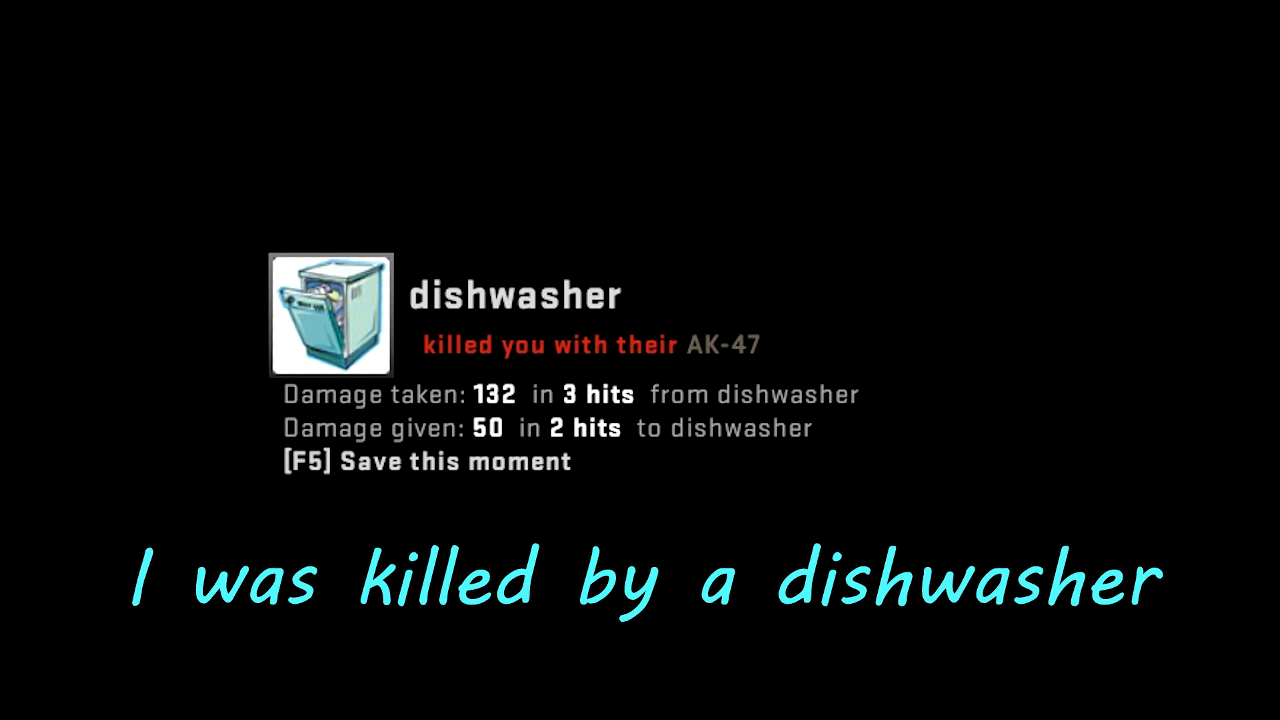 dishwasher
killed you with their AK-47
Damage taken: 132 in 3 hits from dishwasher
Damage given: 50 in 2 hits to dishwasher
[F5] Save this moment
I was killed by a dishwasher